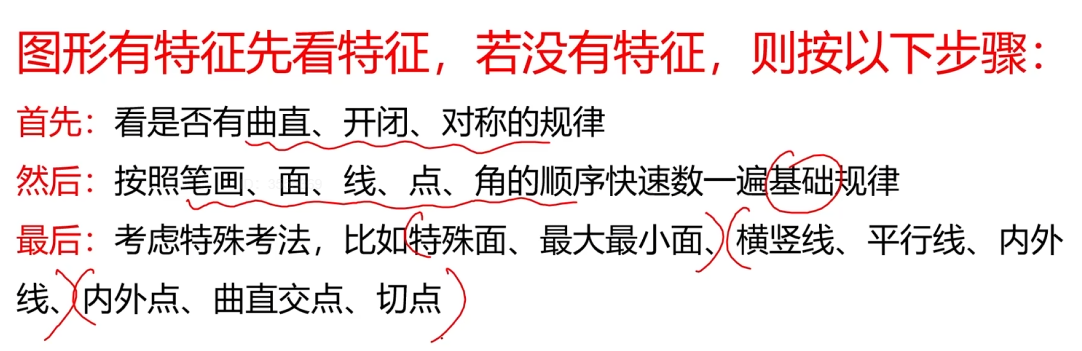 图形有特征先看特征，若没有特征，则按以下步骤：
首先：看是否有曲直、开闭、对称的规律
然后：按照笔画、面、线、点、角的顺序快速数一遍基础规律
最后：考虑特殊考法，比如特殊面、最大最小面、横竖线、平行线、内外
线、内外点、曲直交点、切点